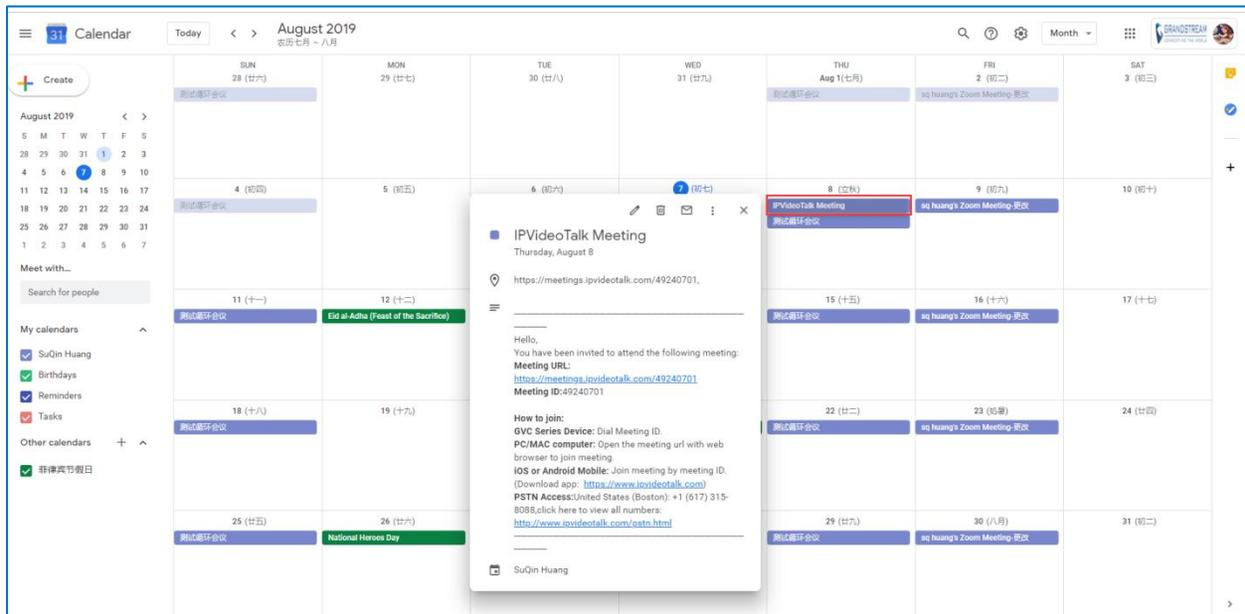 Calendar
Today
August 2019
农历七月 ~ 八月
Month
GRANDSTREAM
CONNECTING THE WORLD
Create
August 2019
S M T W T F S
28 29 30 31 1 2 3
4 5 6 7 8 9 10
11 12 13 14 15 16 17
18 19 20 21 22 23 24
25 26 27 28 29 30 31
1 2 3 4 5 6 7
Meet with...
Search for people
My calendars
SuQin Huang
Birthdays
Reminders
Tasks
Other calendars
菲律宾节假日
SUN MON TUE WED THU FRI SAT
28 (廿六) 29 (廿七) 30 (廿八) 31 (廿九) Aug 1(七月) 2 (初二) 3 (初三)
测试循环会议 测试循环会议 sq huang's Zoom Meeting-更改
4 (初四) 5 (初五) 6 (初六) 7 (初七) 8 (立秋) 9 (初九) 10 (初十)
测试循环会议 IPVideoTalk Meeting sq huang's Zoom Meeting-更改
测试循环会议
11 (十一) 12 (十二) 15 (十五) 16 (十六) 17 (十七)
测试循环会议 Eid al-Adha (Feast of the Sacrifice) 测试循环会议 sq huang's Zoom Meeting-更改
18 (十八) 19 (十九) 22 (廿二) 23 (处暑) 24 (廿四)
测试循环会议 测试循环会议 sq huang's Zoom Meeting-更改
25 (廿五) 26 (廿六) 29 (廿九) 30 (八月) 31 (初二)
测试循环会议 National Heroes Day 测试循环会议 sq huang's Zoom Meeting-更改
IPVideoTalk Meeting
Thursday, August 8
https://meetings.ipvideotalk.com/49240701,
Hello,
You have been invited to attend the following meeting:
Meeting URL:
https://meetings.ipvideotalk.com/49240701
Meeting ID:49240701
How to join:
GVC Series Device: Dial Meeting ID.
PC/MAC computer: Open the meeting url with web
browser to join meeting.
iOS or Android Mobile: Join meeting by meeting ID.
(Download app: https://www.ipvideotalk.com)
PSTN Access:United States (Boston): +1 (617) 315-
8088,click here to view all numbers:
http://www.ipvideotalk.com/pstn.html
SuQin Huang